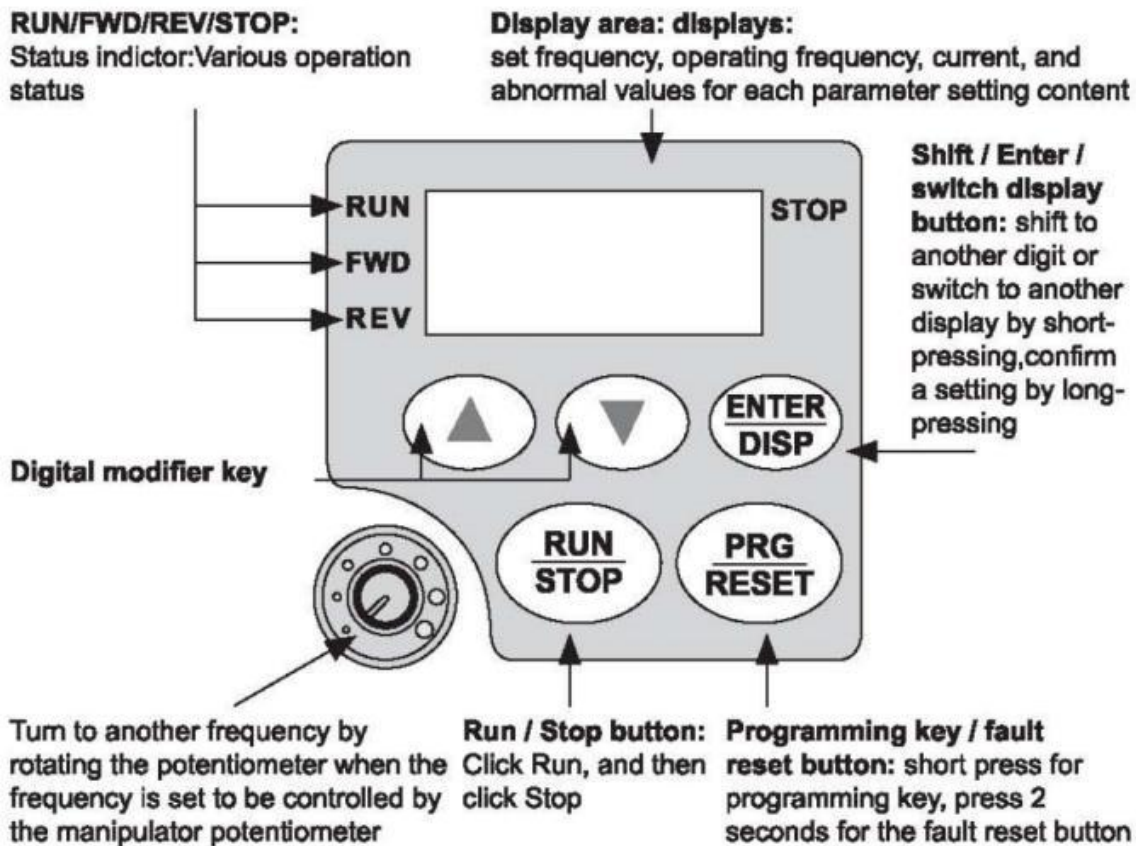 RUN/FWD/REV/STOP:
Status indictor:Various operation
status
Display area: displays:
set frequency, operating frequency, current, and
abnormal values for each parameter setting content
Shift / Enter /
switch display
button: shift to
another digit or
switch to another
display by short-
pressing,confirm
a setting by long-
pressing
RUN
STOP
FWD
REV
ENTER
DISP
Digital modifier key
RUN
STOP
PRG
RESET
Turn to another frequency by
rotating the potentiometer when the
frequency is set to be controlled by
the manipulator potentiometer
Run / Stop button:
Click Run, and then
click Stop
Programming key / fault
reset button: short press for
programming key, press 2
seconds for the fault reset button